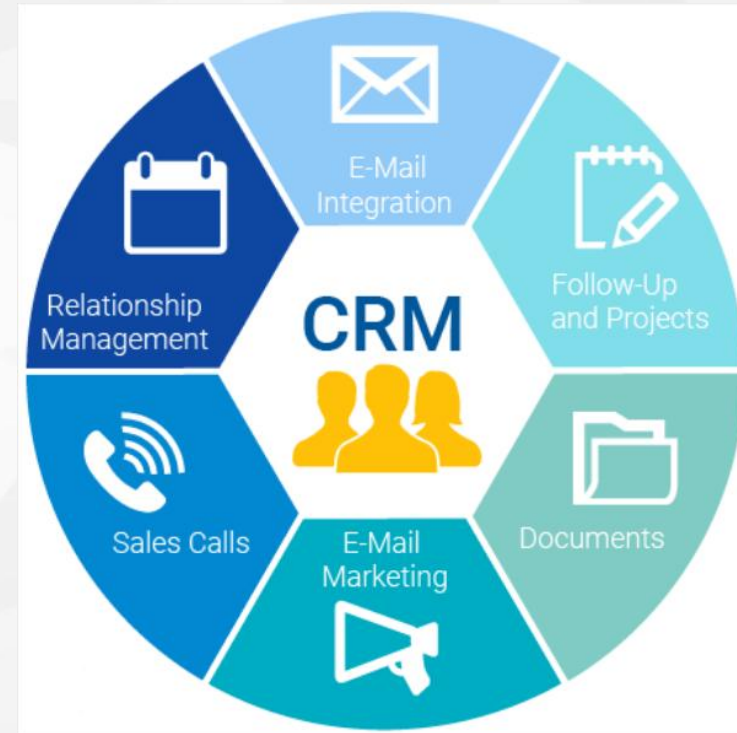 E-Mail
Integration
Follow-Up
and Projects
Relationship
Management
CRM
Sales Calls
E-Mail
Marketing
Documents